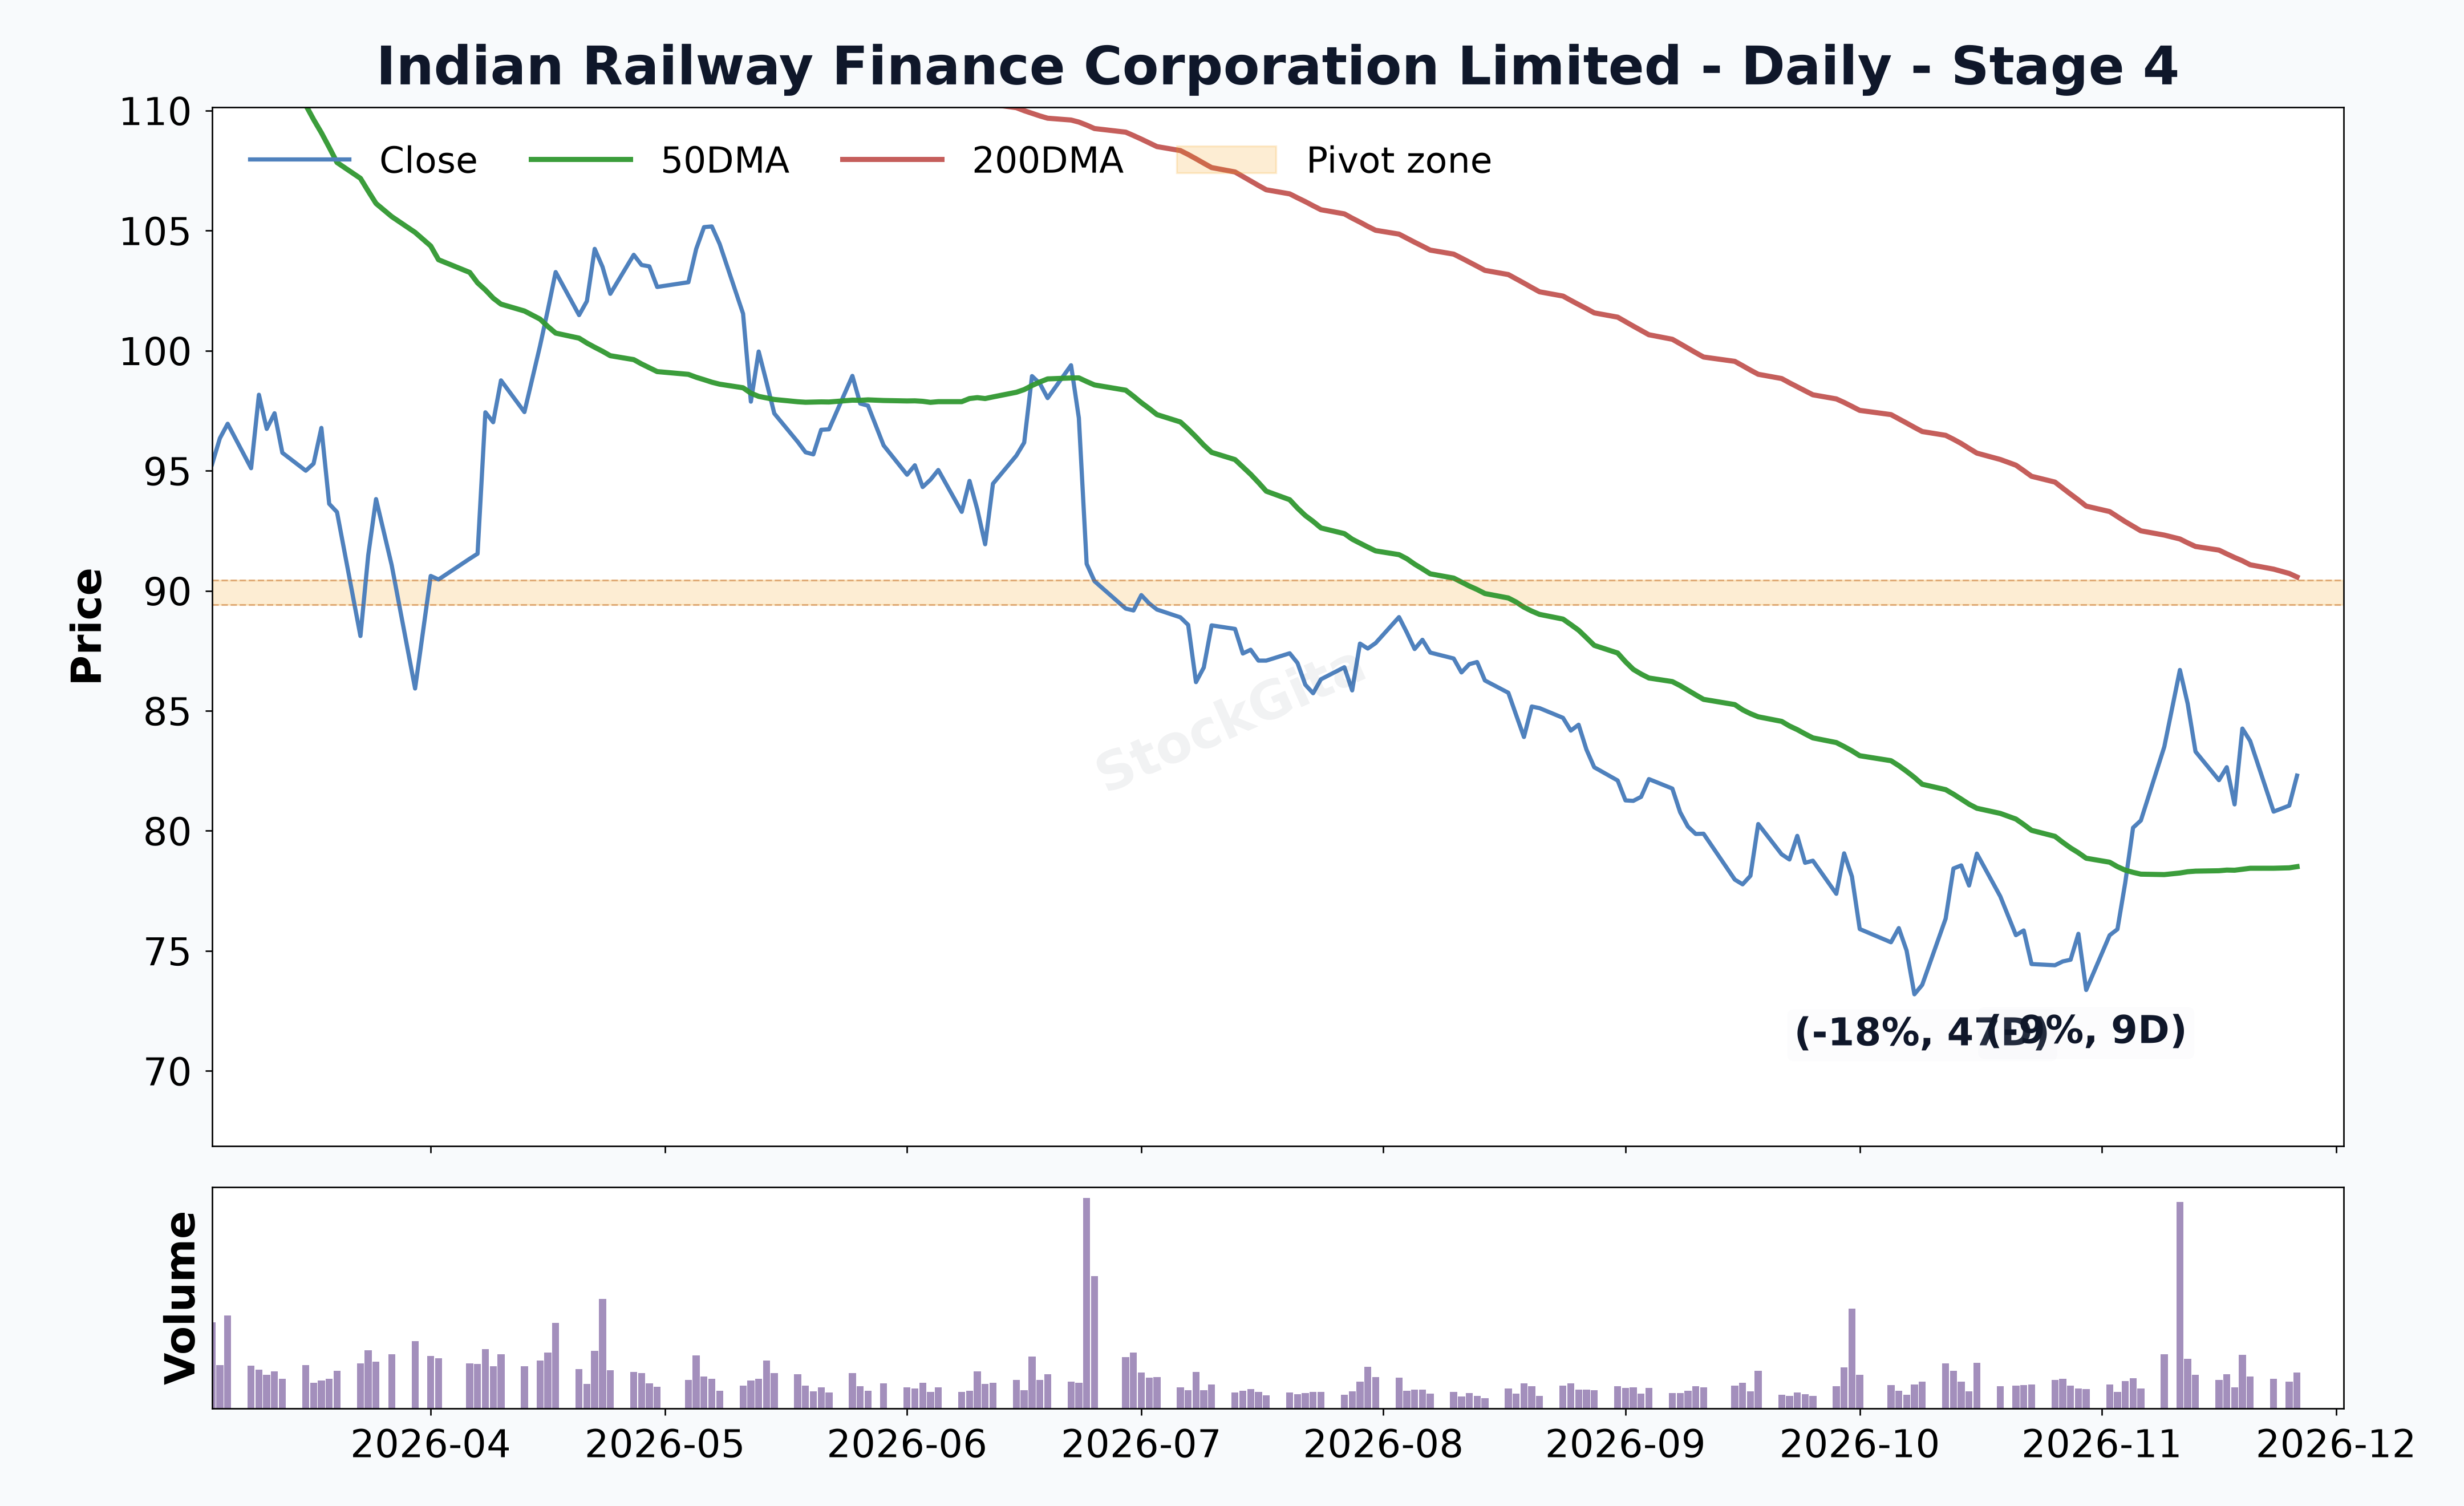 Indian Railway Finance Corporation Limited - Daily - Stage 4
Close 50DMA 200DMA Pivot zone
Price
110
105
100
95
90
85
80
75
70
StockGita
(-18%, 47D)
(-9%, 9D)
Volume
2026-04 2026-05 2026-06 2026-07 2026-08 2026-09 2026-10 2026-11 2026-12